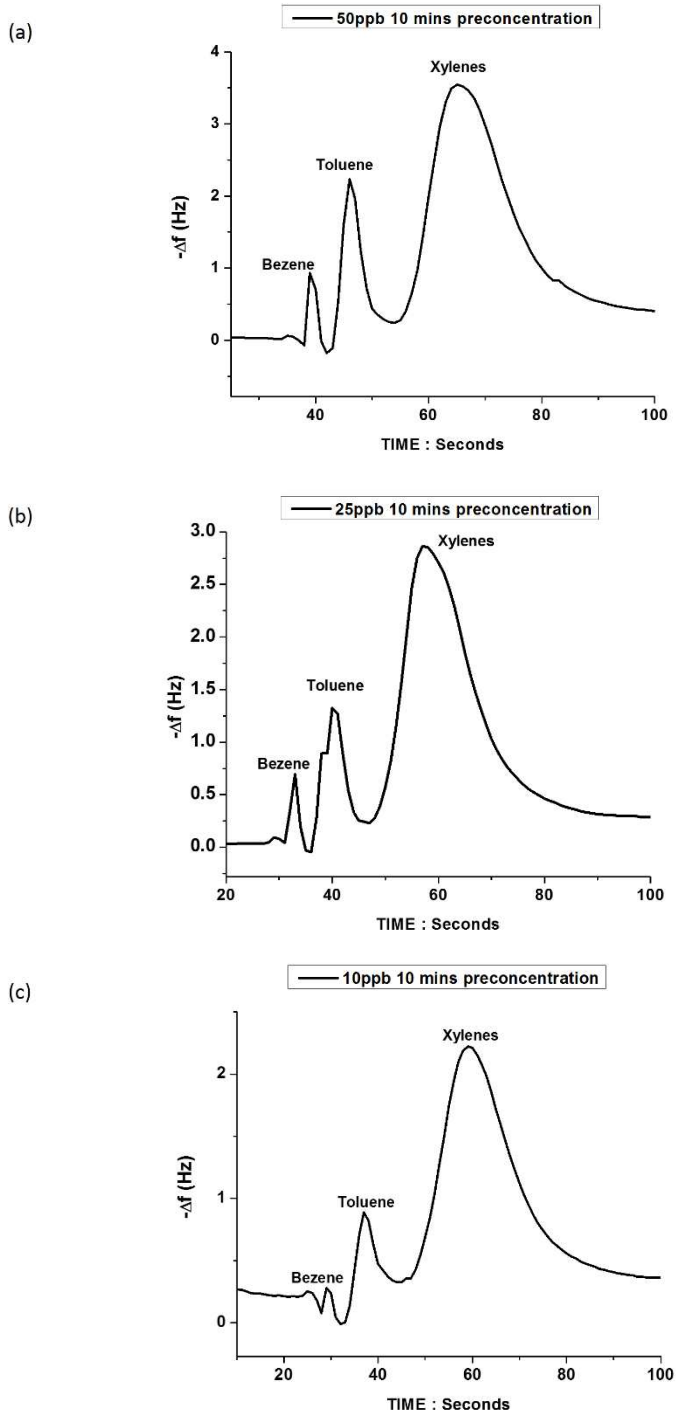 (a)
50ppb 10 mins preconcentration
Xylenes
Toluene
Bezene
4
3
2
1
0
-Δf (Hz)
40 60 80 100
TIME : Seconds
(b)
25ppb 10 mins preconcentration
Xylenes
Toluene
Bezene
3.0
2.5
2.0
1.5
1.0
0.5
0.0
-Δf (Hz)
20 40 60 80 100
TIME : Seconds
(c)
10ppb 10 mins preconcentration
Xylenes
Toluene
Bezene
2
1
0
-Δf (Hz)
20 40 60 80 100
TIME : Seconds